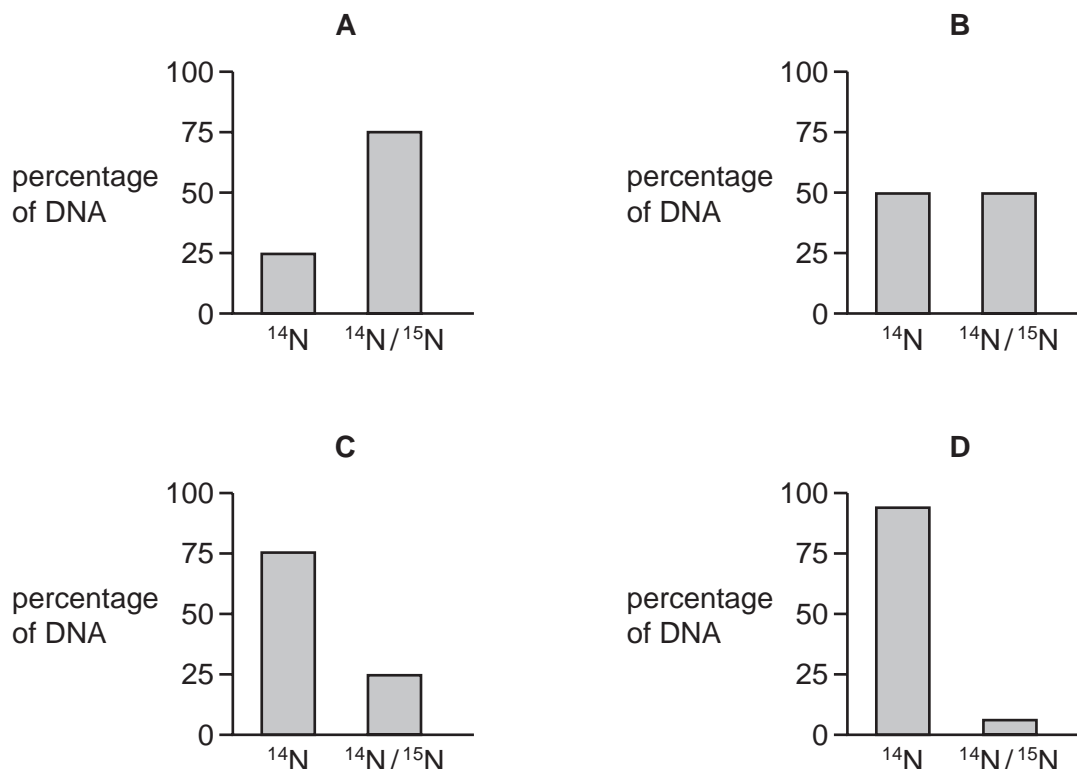 A
100
75
50
25
0
percentage
of DNA
¹⁴N
¹⁴N/¹⁵N
B
100
75
50
25
0
percentage
of DNA
¹⁴N
¹⁴N/¹⁵N
C
100
75
50
25
0
percentage
of DNA
¹⁴N
¹⁴N/¹⁵N
D
100
75
50
25
0
percentage
of DNA
¹⁴N
¹⁴N/¹⁵N